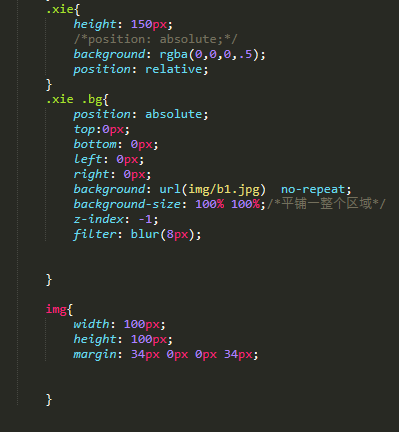 .xie{
height: 150px;
/*position: absolute;*/
background: rgba(0,0,0,.5);
position: relative;
}
.xie .bg{
position: absolute;
top:0px;
bottom: 0px;
left: 0px;
right: 0px;
background: url(img/b1.jpg)  no-repeat;
background-size: 100% 100%;/*平铺一整个区域*/
z-index: -1;
filter: blur(8px);
}
img{
width: 100px;
height: 100px;
margin: 34px 0px 0px 34px;
}